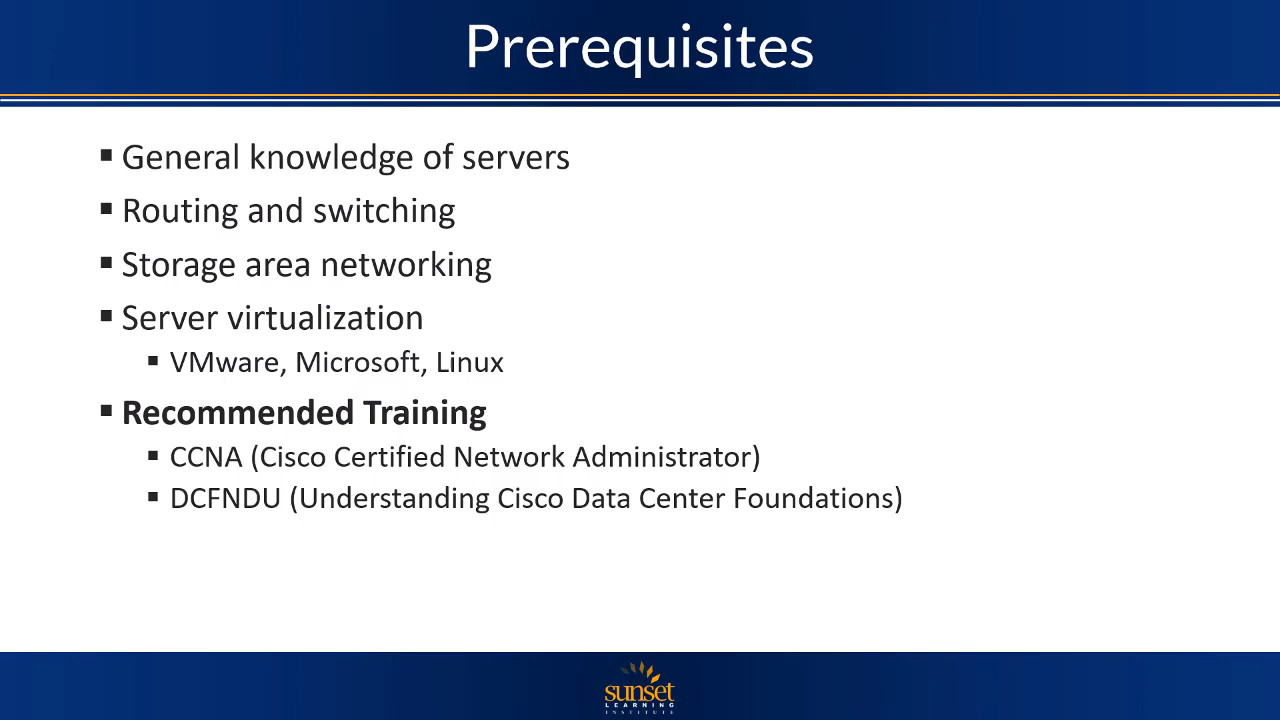 Prerequisites
▪ General knowledge of servers
▪ Routing and switching
▪ Storage area networking
▪ Server virtualization
▪ VMware, Microsoft, Linux
▪ Recommended Training
▪ CCNA (Cisco Certified Network Administrator)
▪ DCFNDU (Understanding Cisco Data Center Foundations)
sunset
LEARNING
INSTITUTE